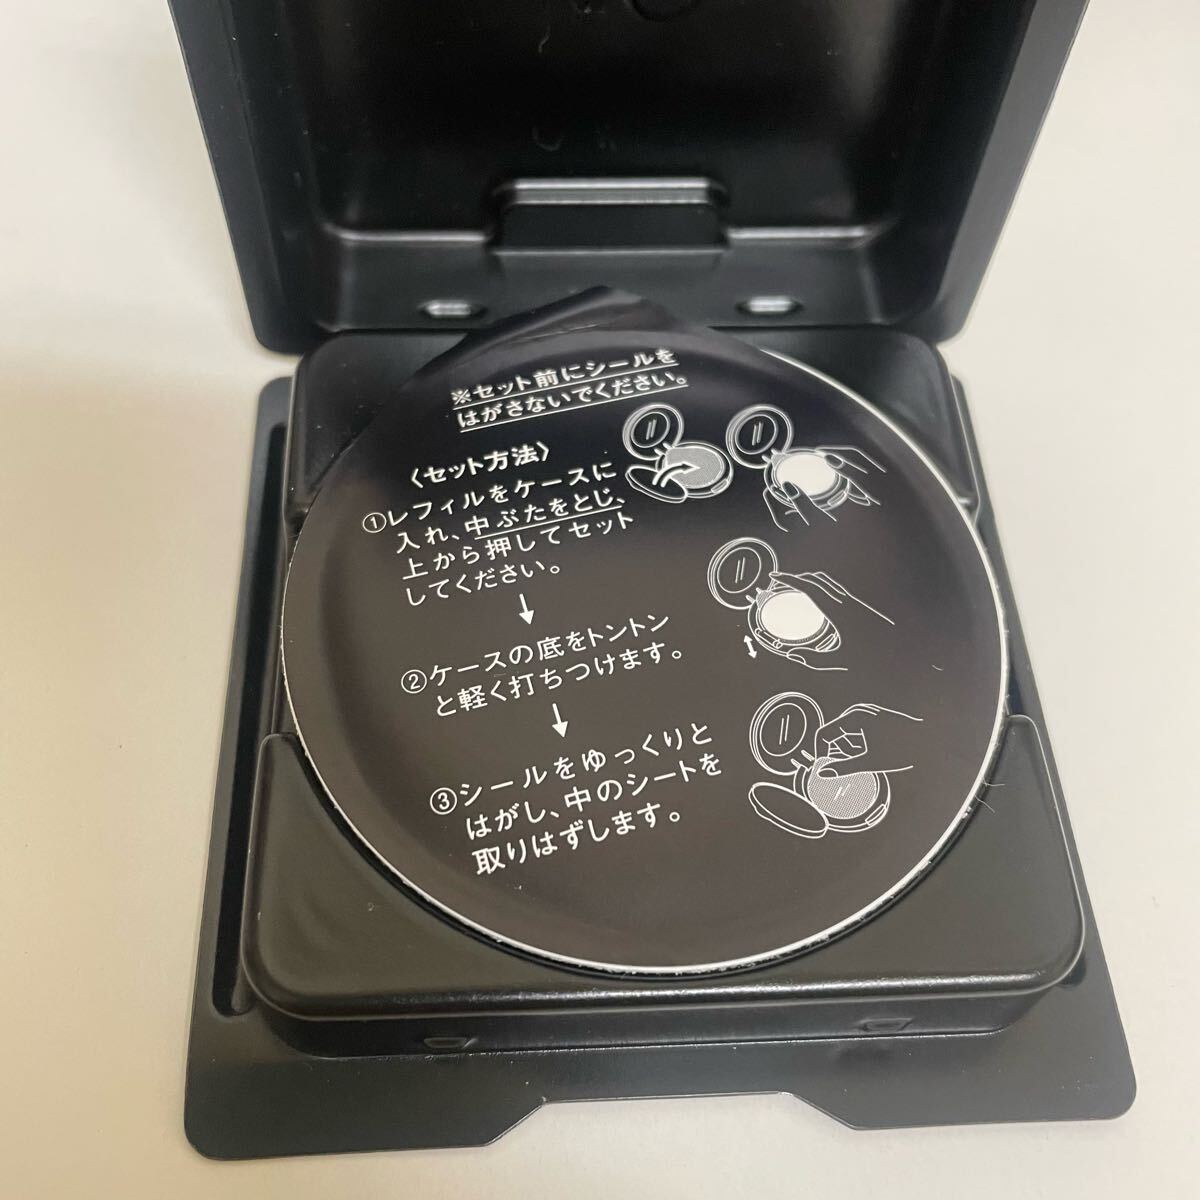 ※セット前にシールを
はがさないでください。
〈セット方法〉
①レフィルをケースに
入れ、中ぶたをとじ、
上から押してセット
してください。
↓
②ケースの底をトントン
と軽く打ちつけます。
↓
③シールをゆっくりと
はがし、中のシートを
取りはずします。